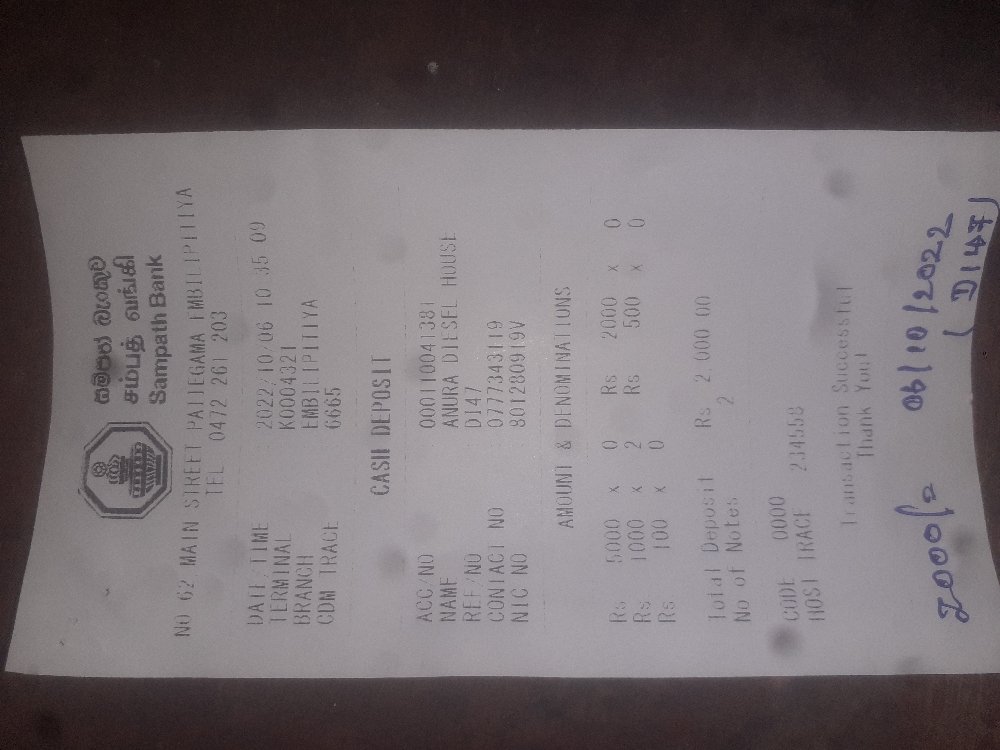 සම්පත් බැංකුව
சம்பத் வங்கி
Sampath Bank
NO 62 MAIN STREET PALLEGAMA EMBILIPITIYA
TEL 0472 261 203
DATE/TIME 2022/10/06 10 35 09
TERMINAL K0004321
BRANCH EMBILIPITIYA
CDM TRACE 6665
CASH DEPOSIT
ACC/NO 000110041381
NAME ANURA DIESEL HOUSE
REF/NO D147
CONTACT NO 0777343119
NIC NO 801280919V
AMOUNT & DENOMINATIONS
Rs 5000 x 0 Rs 2000 x 0
Rs 1000 x 2 Rs 500 x 0
Rs 100 x 0
Total Deposit Rs 2,000 00
No of Notes 2
CODE 0000
HOST TRACE 234558
Transaction Successful
Thank You!
2000/= 06/10/2022
(D147)